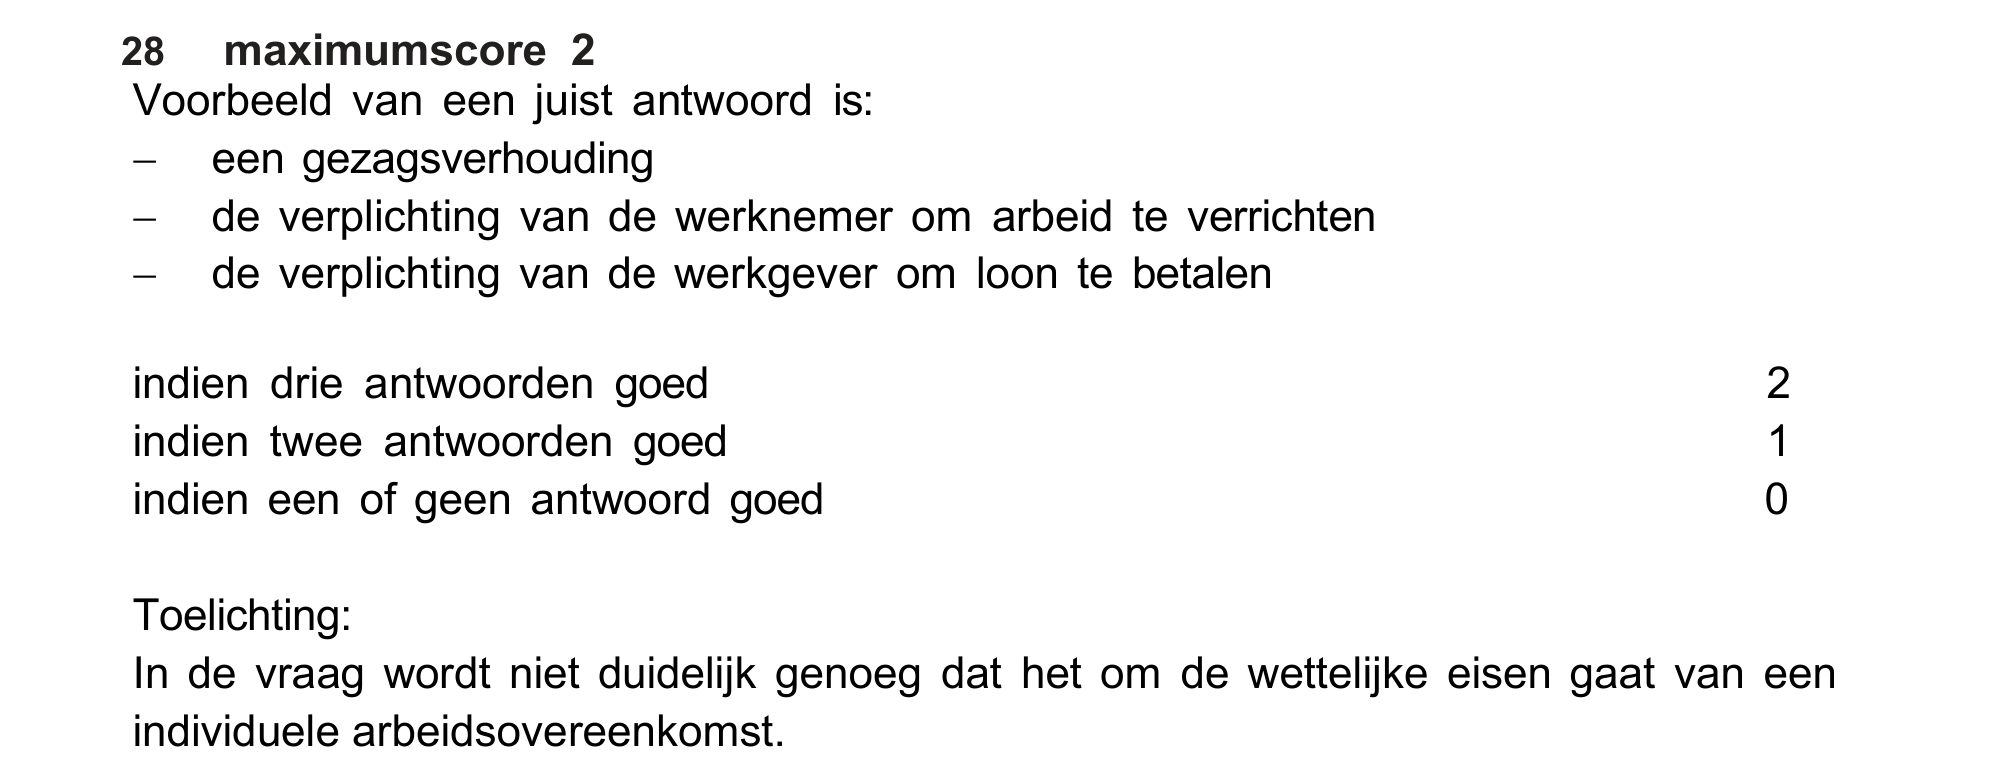 28 maximumscore 2
Voorbeeld van een juist antwoord is:
− een gezagsverhouding
− de verplichting van de werknemer om arbeid te verrichten
− de verplichting van de werkgever om loon te betalen
indien drie antwoorden goed 2
indien twee antwoorden goed 1
indien een of geen antwoord goed 0
Toelichting:
In de vraag wordt niet duidelijk genoeg dat het om de wettelijke eisen gaat van een
individuele arbeidsovereenkomst.